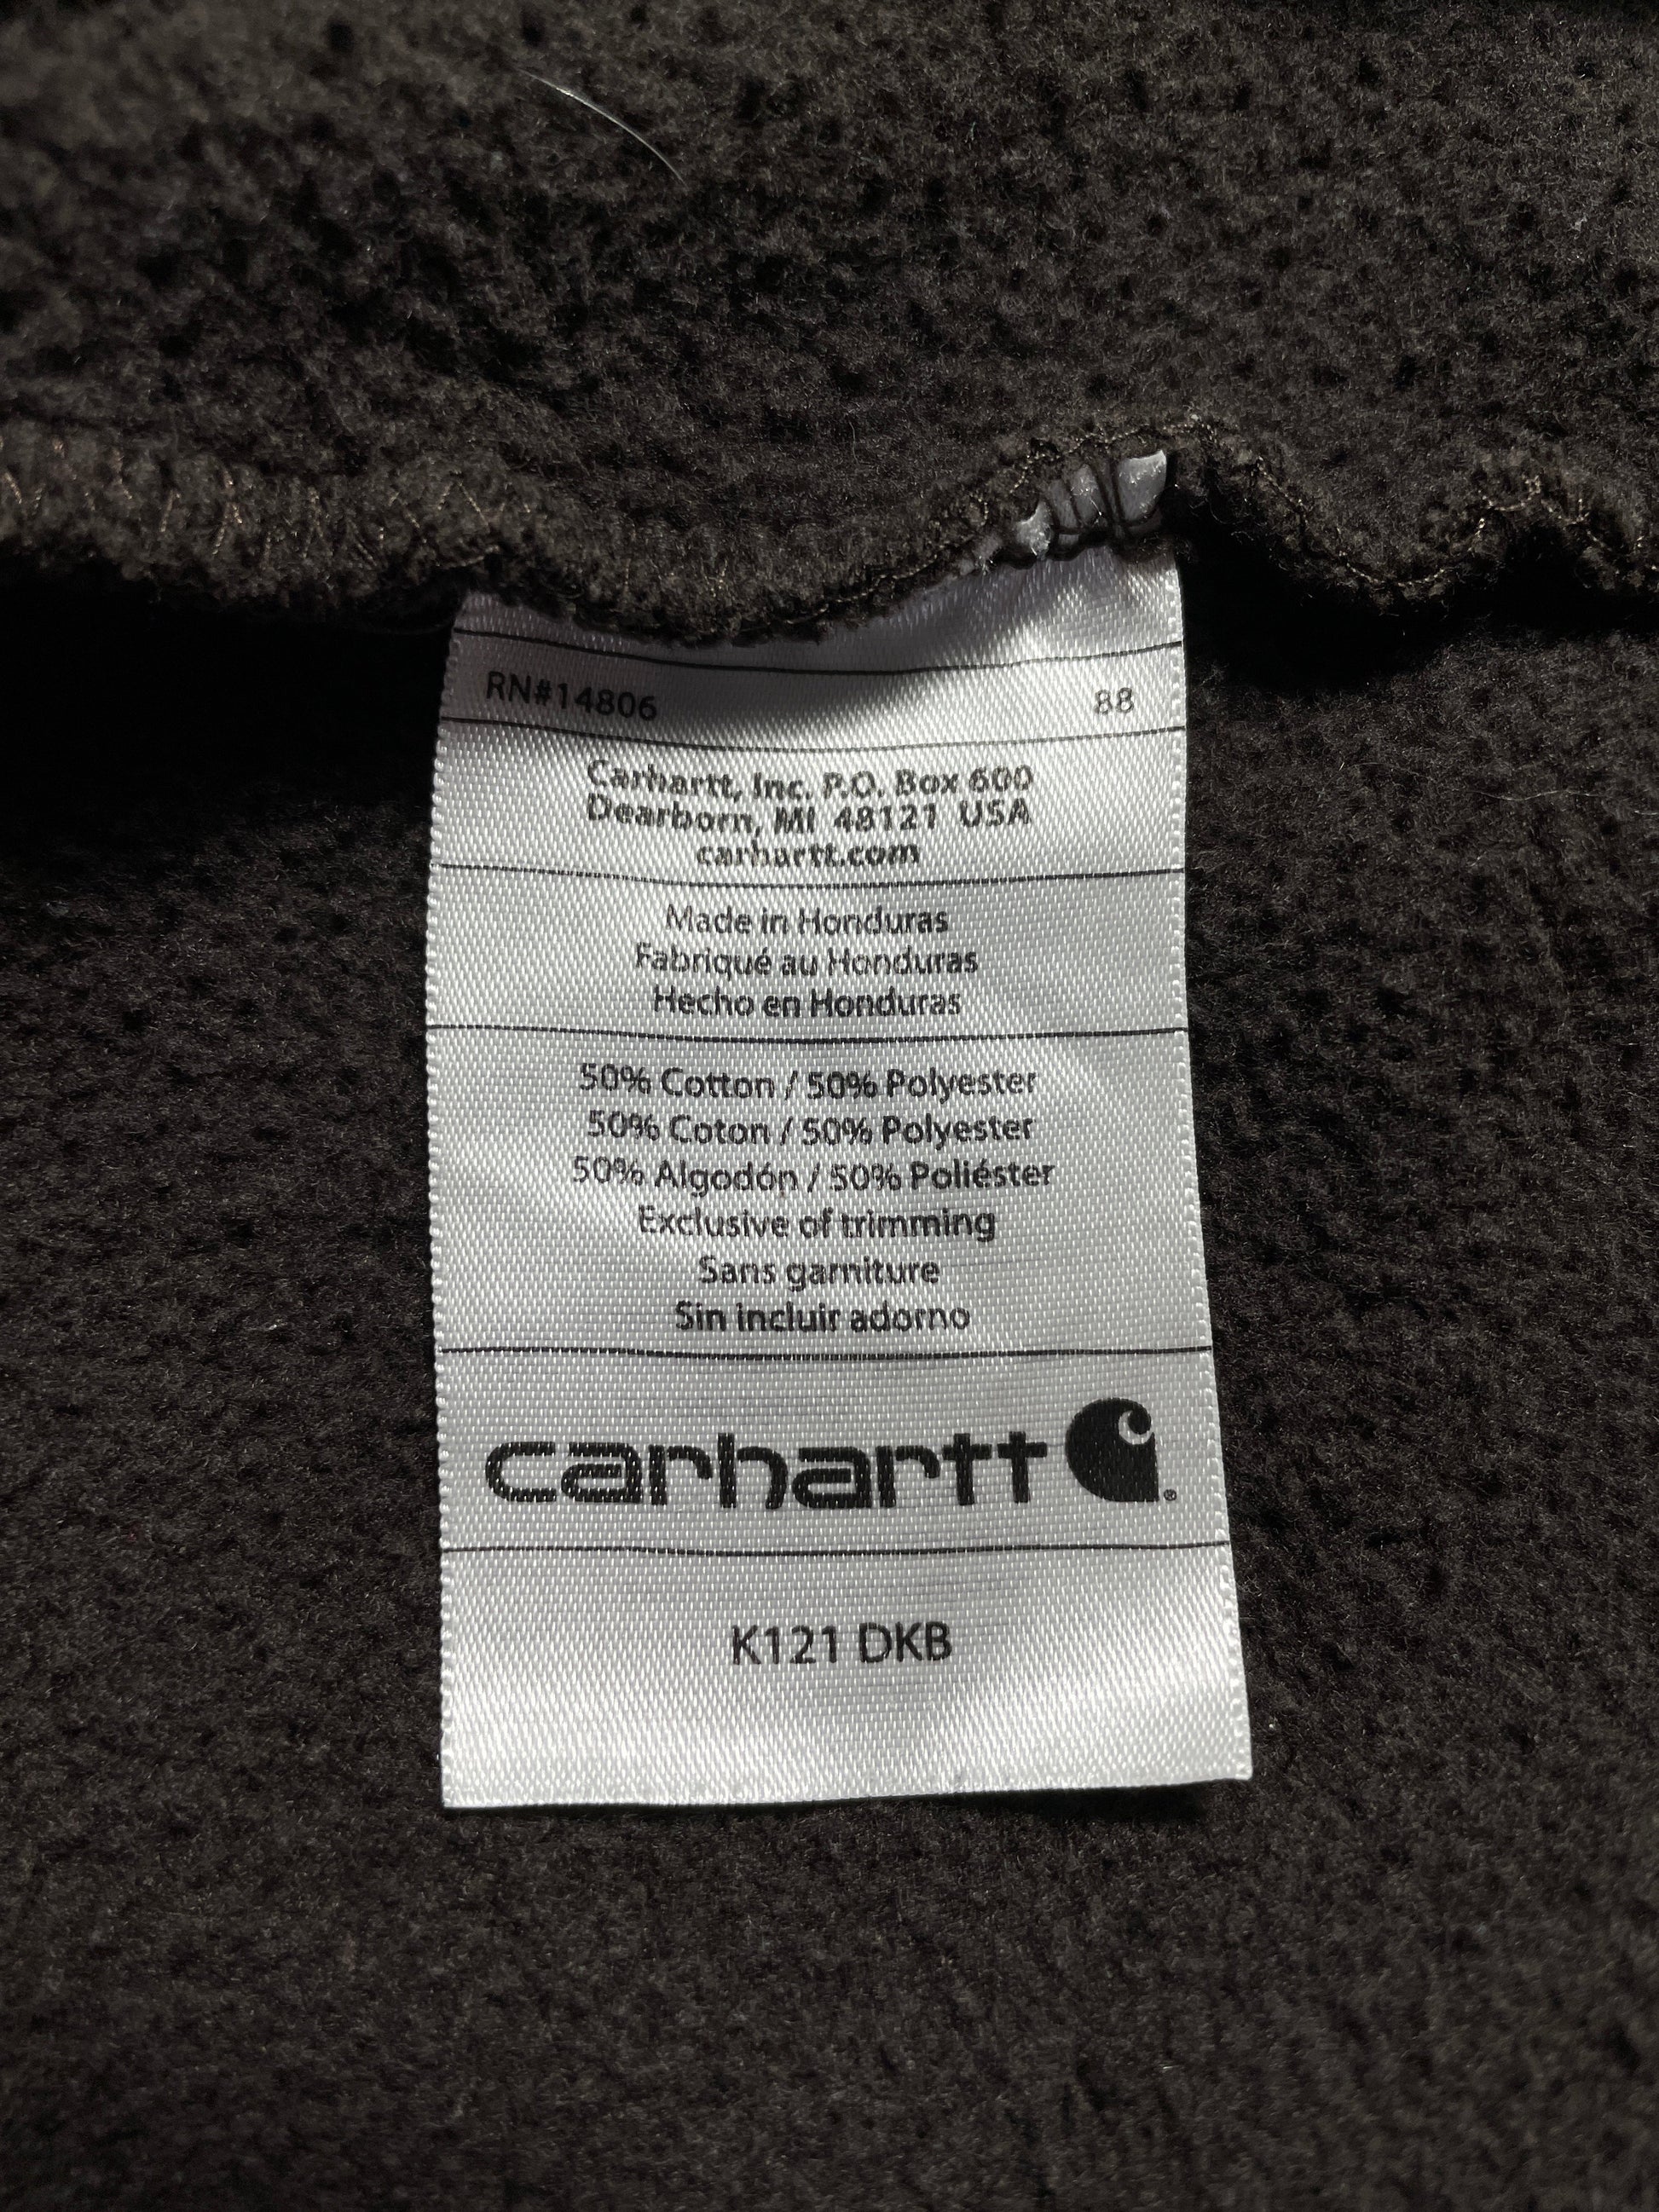 RN#14806 88
Carhartt, Inc. P.O. Box 600
Dearborn, MI 48121 USA
carhartt.com
Made in Honduras
Fabriqué au Honduras
Hecho en Honduras
50% Cotton / 50% Polyester
50% Coton / 50% Polyester
50% Algodón / 50% Poliéster
Exclusive of trimming
Sans garniture
Sin incluir adorno
carhartt ®
K121 DKB